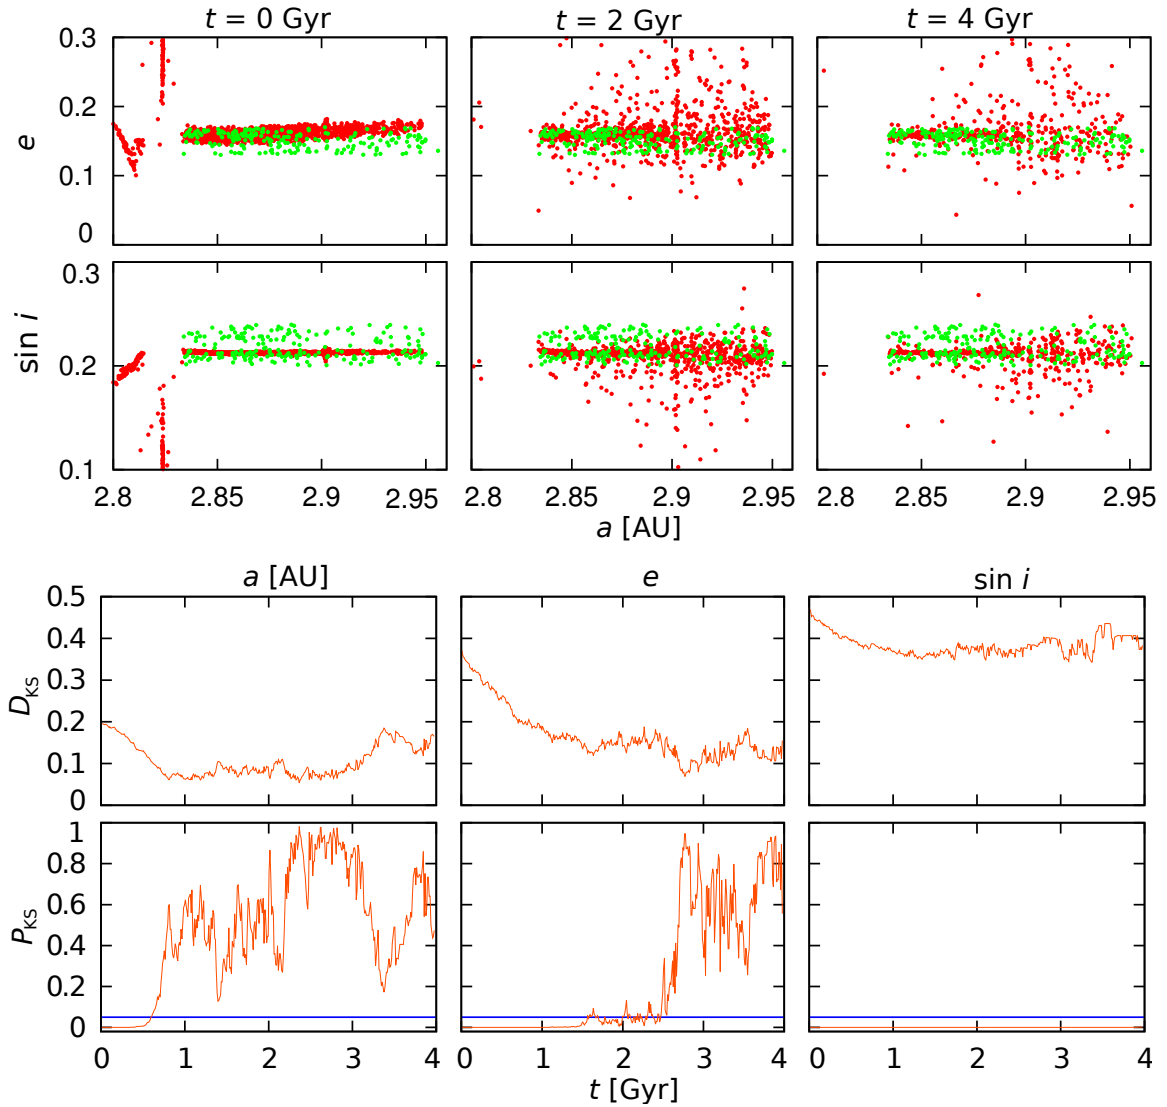 t = 0 Gyr t = 2 Gyr t = 4 Gyr
e
0.3
0.2
0.1
0
sin i
0.3
0.2
0.1
2.8 2.85 2.9 2.95 2.8 2.85 2.9 2.95 2.8 2.85 2.9 2.95
a [AU]
a [AU] e sin i
D_KS
0.5
0.4
0.3
0.2
0.1
0
P_KS
1
0.8
0.6
0.4
0.2
0
0 1 2 3 4 0 1 2 3 4 0 1 2 3 4
t [Gyr]